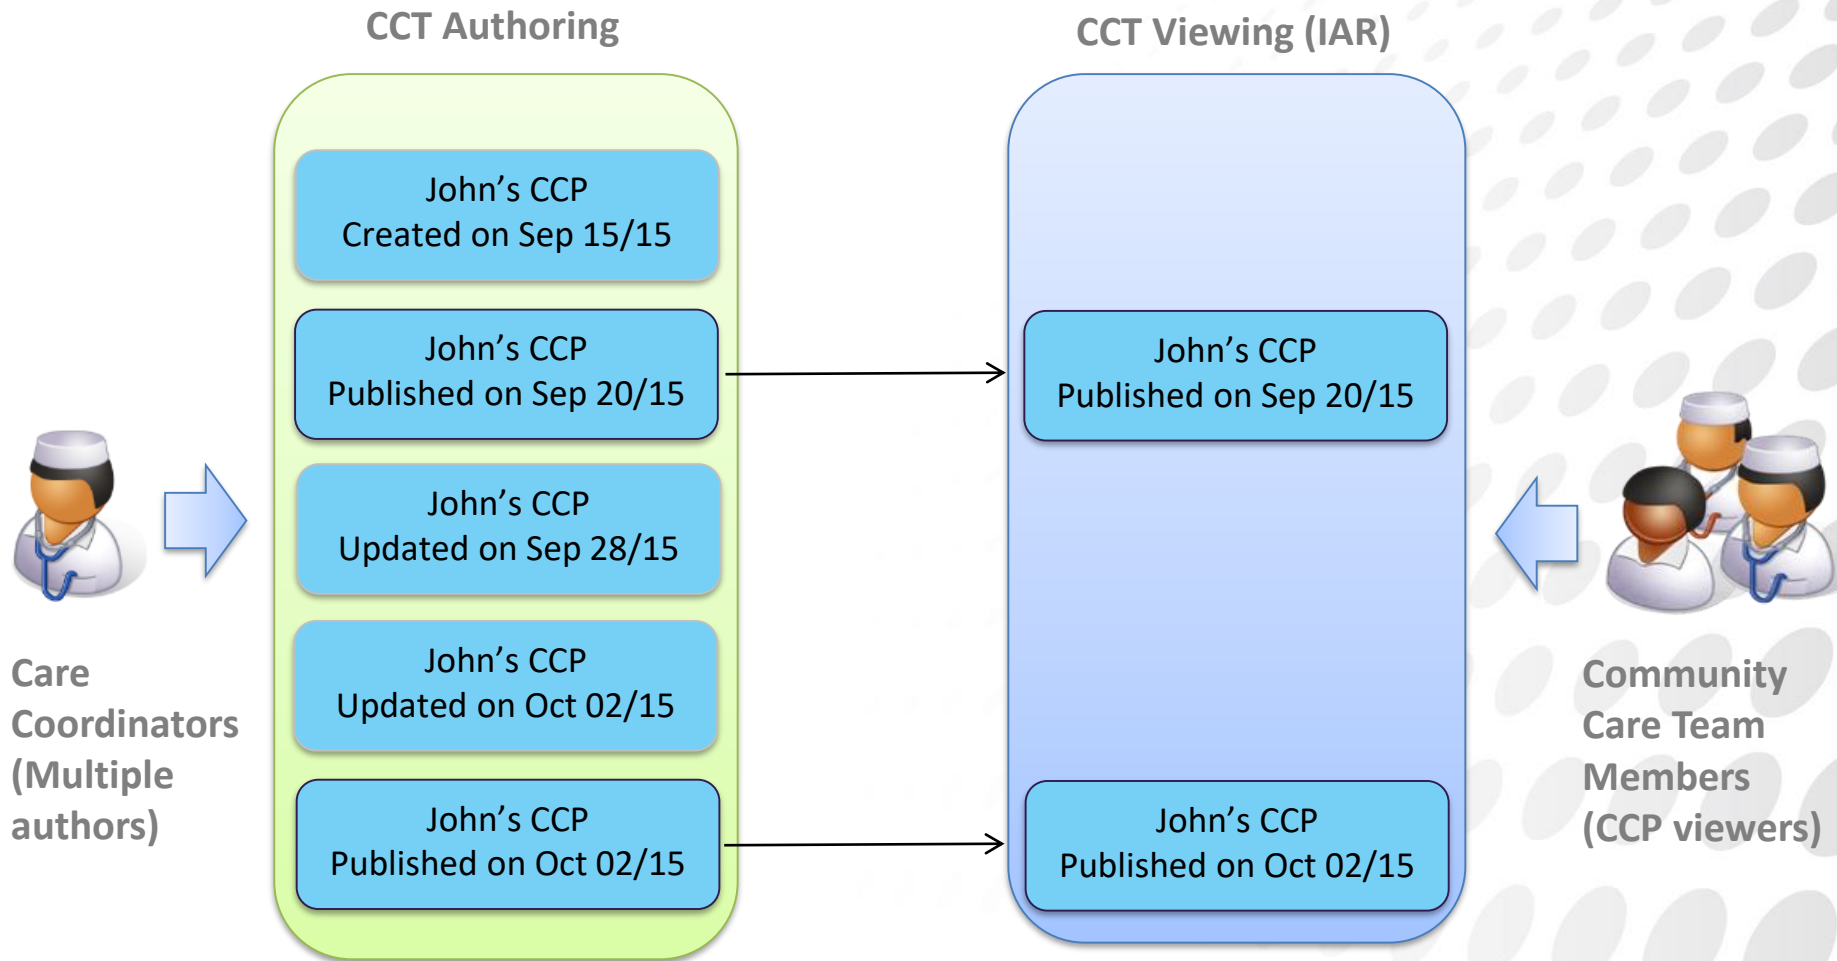 CCT Authoring
CCT Viewing (IAR)
John’s CCP
Created on Sep 15/15
John’s CCP
Published on Sep 20/15
John’s CCP
Published on Sep 20/15
John’s CCP
Updated on Sep 28/15
John’s CCP
Updated on Oct 02/15
John’s CCP
Published on Oct 02/15
John’s CCP
Published on Oct 02/15
Care
Coordinators
(Multiple
authors)
Community
Care Team
Members
(CCP viewers)